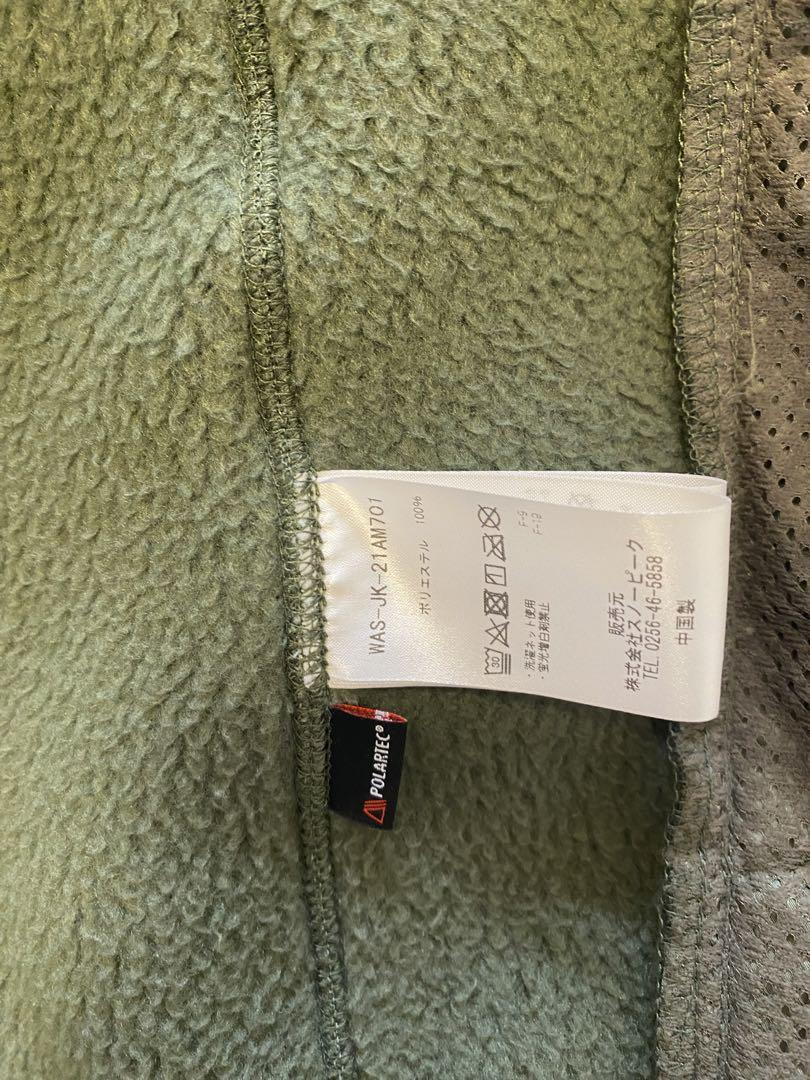 WAS-JK-21AM701
ポリエステル 100%
30
・洗濯ネット使用
・蛍光増白剤禁止
F-9
F-19
販売元
株式会社スノーピーク
TEL.0256-46-5858
中国製
POLARTEC®